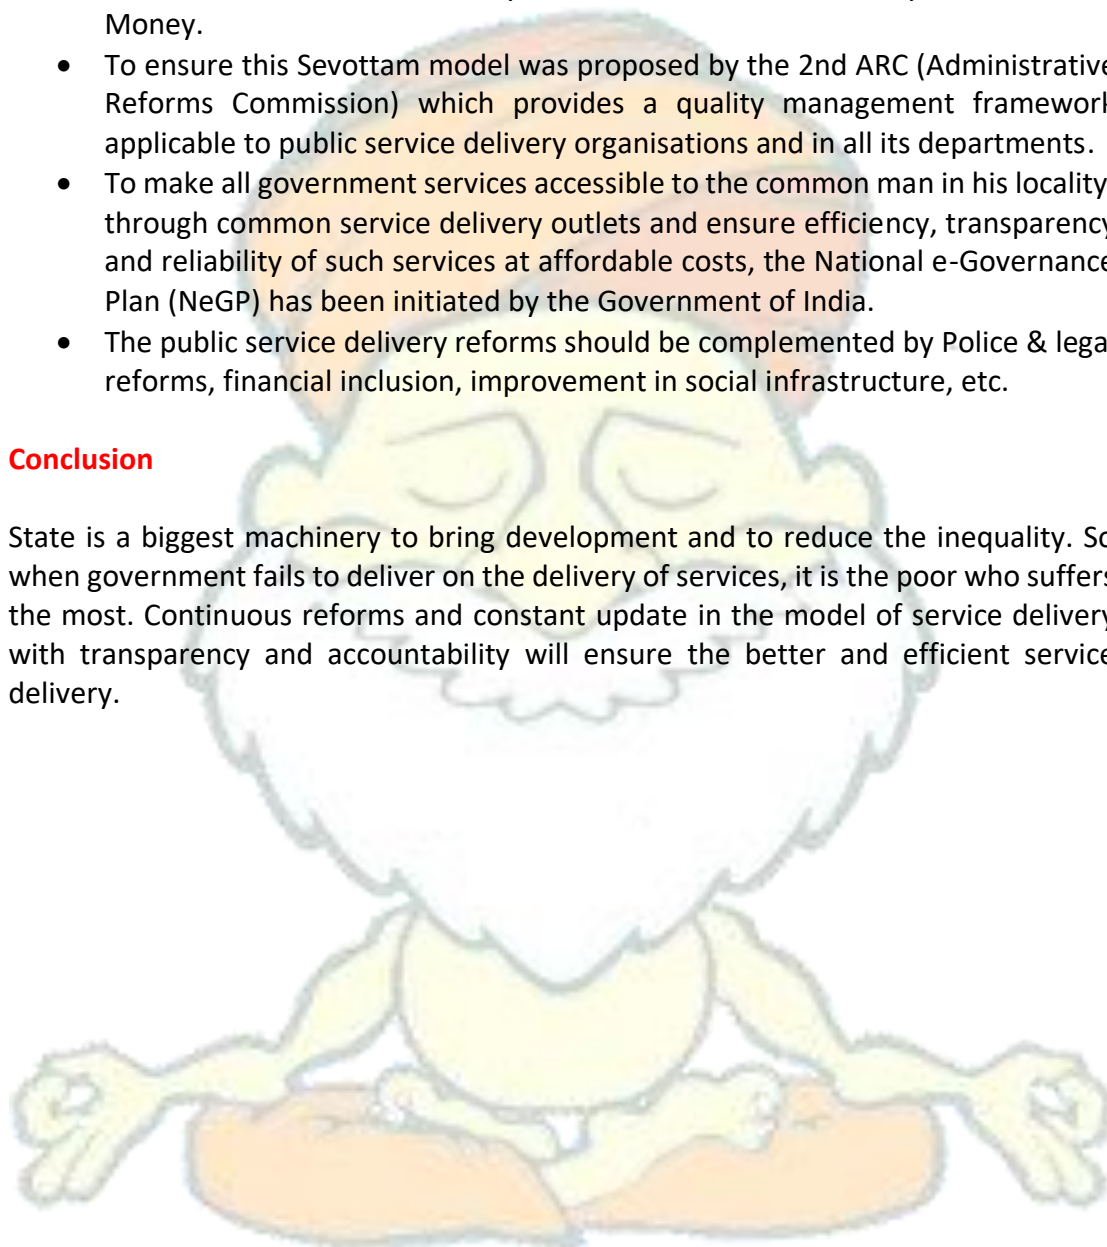 Money.
• To ensure this Sevottam model was proposed by the 2nd ARC (Administrative
Reforms Commission) which provides a quality management framework
applicable to public service delivery organisations and in all its departments.
• To make all government services accessible to the common man in his locality,
through common service delivery outlets and ensure efficiency, transparency
and reliability of such services at affordable costs, the National e-Governance
Plan (NeGP) has been initiated by the Government of India.
• The public service delivery reforms should be complemented by Police & legal
reforms, financial inclusion, improvement in social infrastructure, etc.
Conclusion
State is a biggest machinery to bring development and to reduce the inequality. So
when government fails to deliver on the delivery of services, it is the poor who suffers
the most. Continuous reforms and constant update in the model of service delivery
with transparency and accountability will ensure the better and efficient service
delivery.